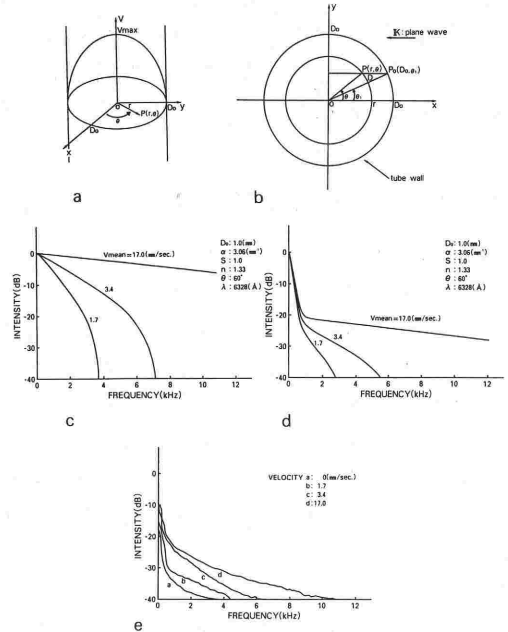 V
Vmax
O
r
y
P(r,θ)
θ
D₀
D₀
x
a
y
D₀
𝐊 : plane wave
P(r,θ)
P₀(D₀,θ₁)
D
θ
θ₁
O
r
D₀
x
tube wall
b
INTENSITY(dB)
0
-10
-20
-30
-40
0
2
4
6
8
10
12
FREQUENCY(kHz)
Vmean=17.0(mm/sec.)
3.4
1.7
D₀: 1.0(mm)
α: 3.06(mm⁻¹)
S: 1.0
n: 1.33
θ: 60°
λ: 6328(Å)
c
INTENSITY(dB)
0
-10
-20
-30
-40
0
2
4
6
8
10
12
FREQUENCY(kHz)
Vmean=17.0(mm/sec.)
3.4
1.7
D₀: 1.0(mm)
α: 3.06(mm⁻¹)
S: 1.0
n: 1.33
θ: 60°
λ: 6328(Å)
d
INTENSITY(dB)
0
-10
-20
-30
-40
0
2
4
6
8
10
12
FREQUENCY(kHz)
VELOCITY a: 0(mm/sec.)
b: 1.7
c: 3.4
d: 17.0
a
b
c
d
e